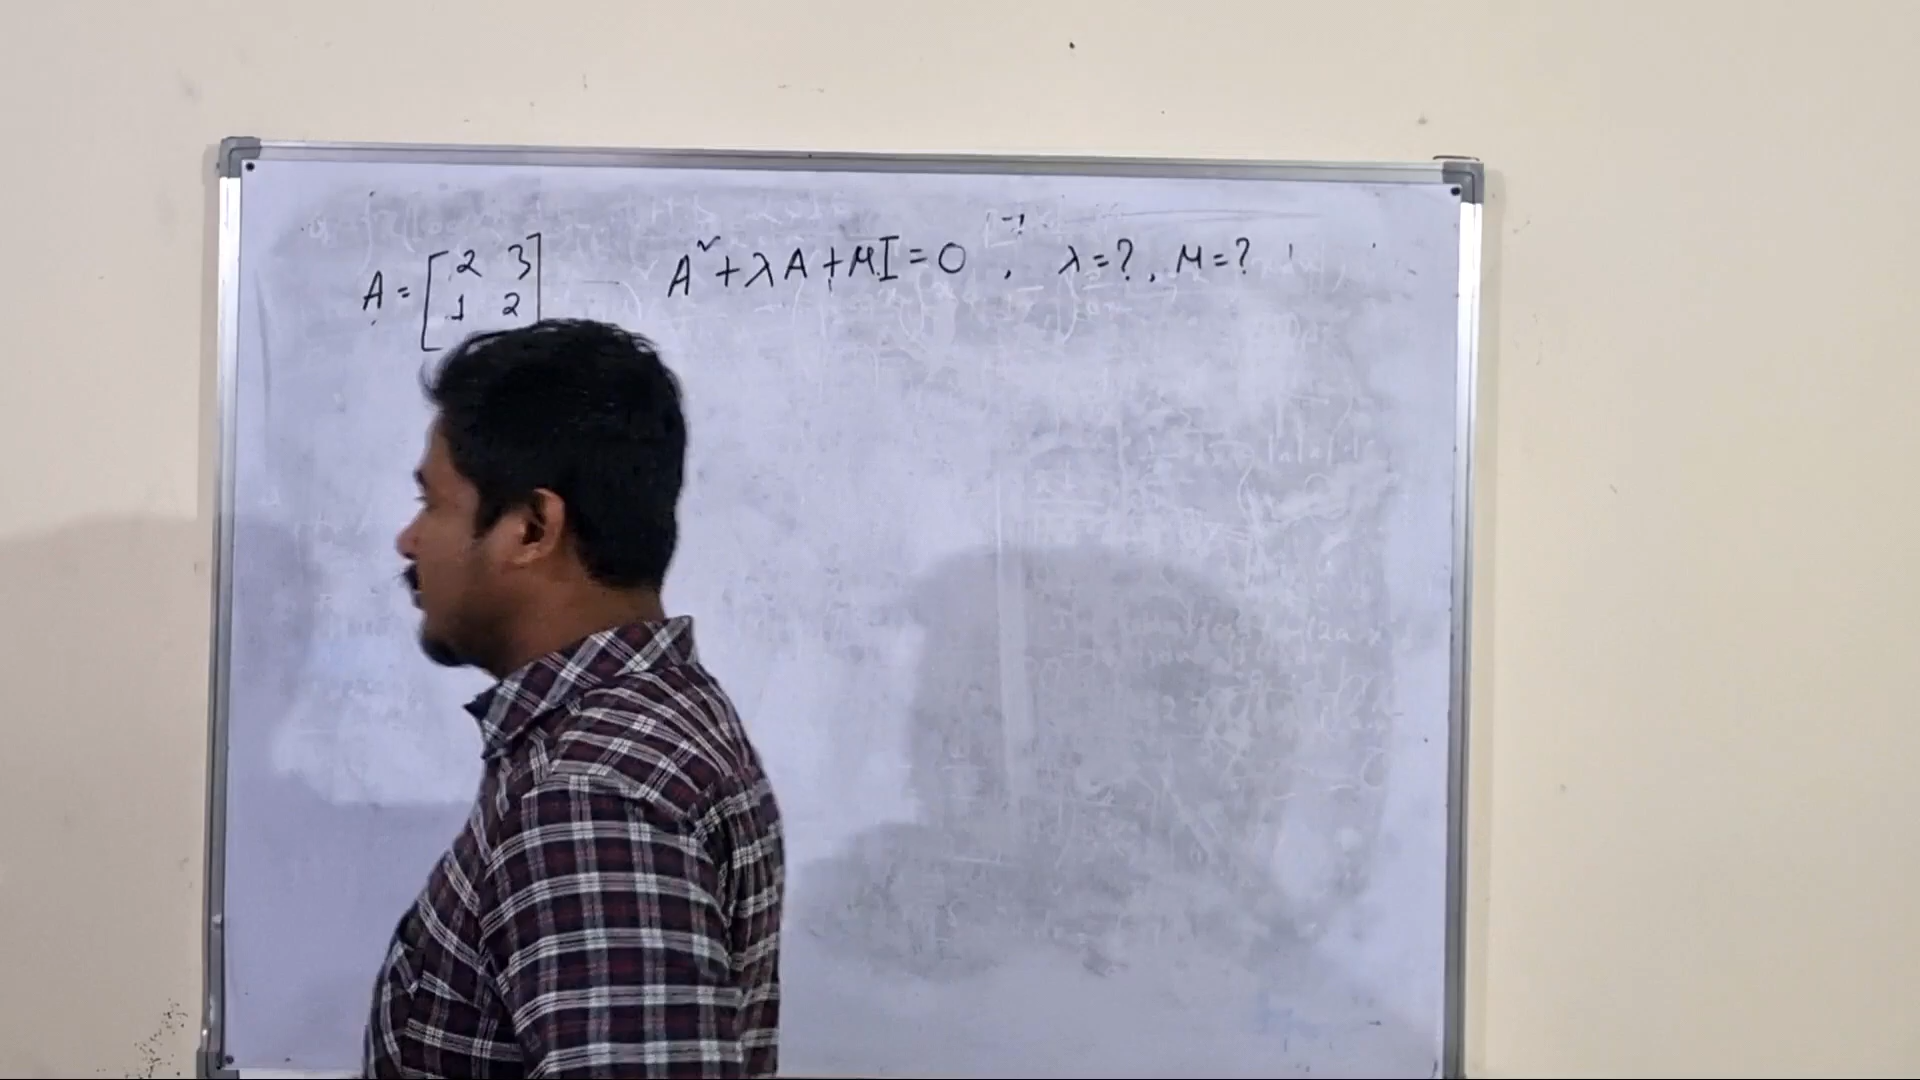 A = [2 3
1 2]
A² + λA + μI = 0 , λ = ? , μ = ?